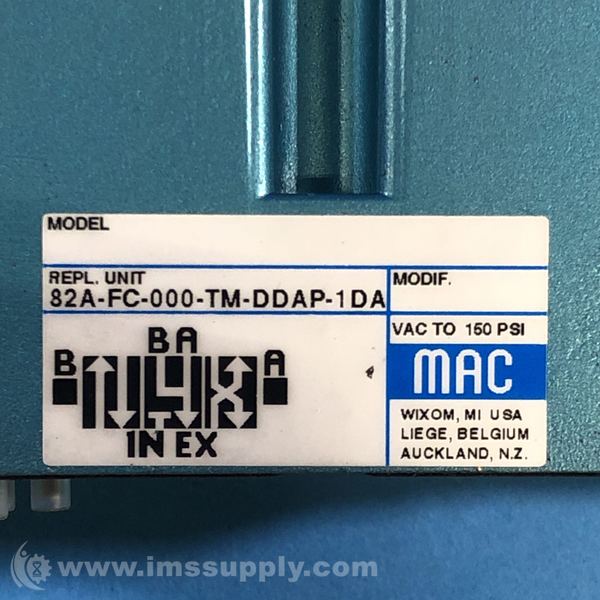 MODEL
REPL. UNIT
82A-FC-000-TM-DDAP-1DA
MODIF.
VAC TO 150 PSI
MAC
WIXOM, MI USA
LIEGE, BELGIUM
AUCKLAND, N.Z.
B A
B A
IN EX
www.imssupply.com